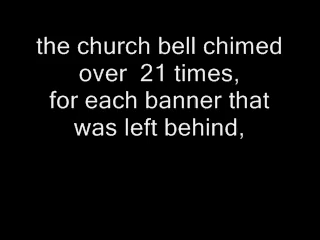 the church bell chimed
over  21 times,
for each banner that
was left behind,